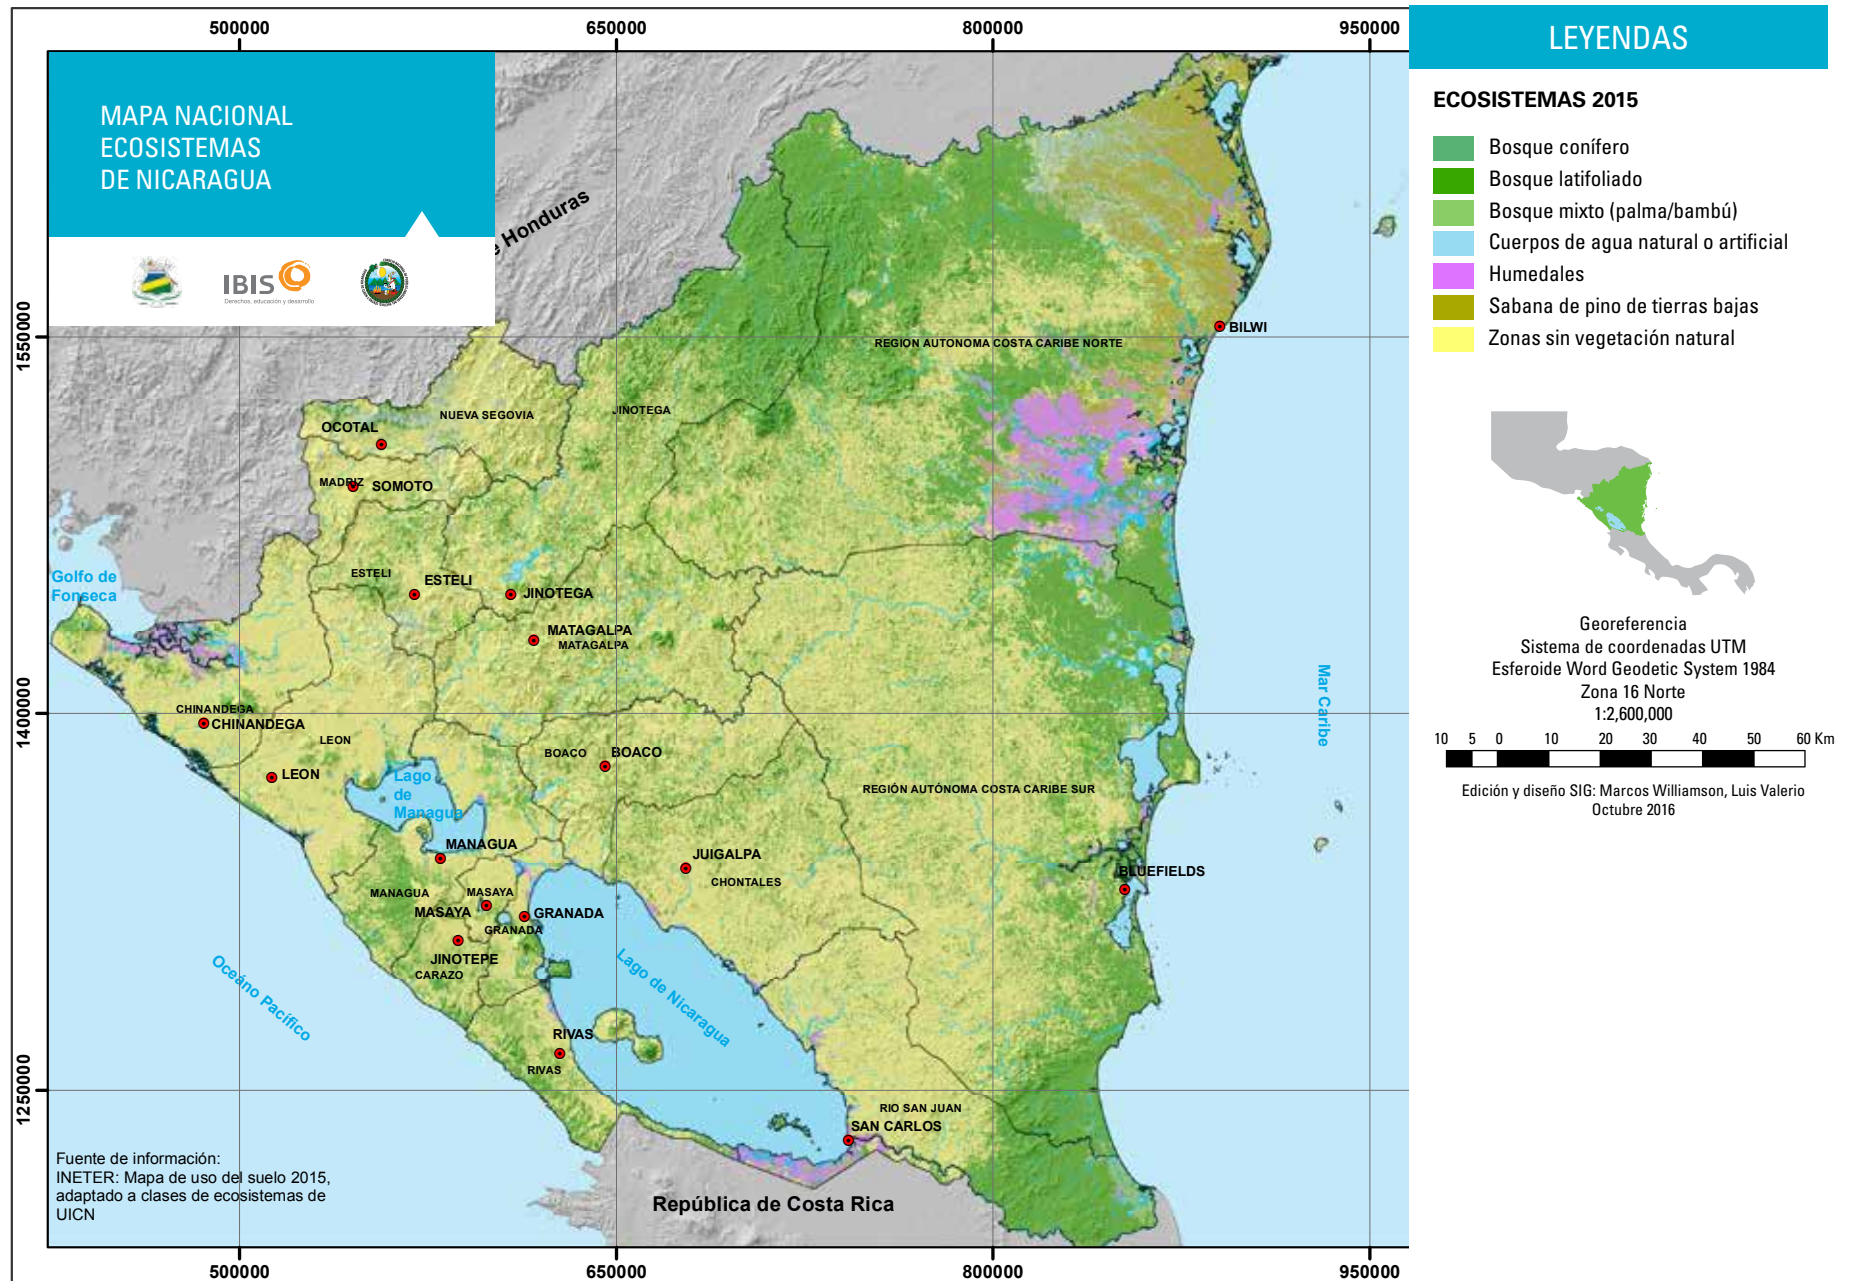 500000
650000
800000
950000
MAPA NACIONAL
ECOSISTEMAS
DE NICARAGUA
IBIS
Derechos, educación y desarrollo
Honduras
1550000
1400000
1250000
BILWI
REGION AUTONOMA COSTA CARIBE NORTE
NUEVA SEGOVIA
JINOTEGA
OCOTAL
MADRIZ
SOMOTO
Golfo de
Fonseca
ESTELI
ESTELI
JINOTEGA
MATAGALPA
MATAGALPA
CHINANDEGA
CHINANDEGA
LEON
LEON
BOACO
BOACO
Lago
de
Managua
REGIÓN AUTÓNOMA COSTA CARIBE SUR
Mar Caribe
MANAGUA
JUIGALPA
CHONTALES
BLUEFIELDS
MANAGUA
MASAYA
MASAYA
GRANADA
GRANADA
JINOTEPE
CARAZO
Océano Pacífico
Lago de Nicaragua
RIVAS
RIVAS
RIO SAN JUAN
SAN CARLOS
República de Costa Rica
Fuente de información:
INETER: Mapa de uso del suelo 2015,
adaptado a clases de ecosistemas de
UICN
500000
650000
800000
950000
LEYENDAS
ECOSISTEMAS 2015
Bosque conífero
Bosque latifoliado
Bosque mixto (palma/bambú)
Cuerpos de agua natural o artificial
Humedales
Sabana de pino de tierras bajas
Zonas sin vegetación natural
Georeferencia
Sistema de coordenadas UTM
Esferoide Word Geodetic System 1984
Zona 16 Norte
1:2,600,000
10 5 0 10 20 30 40 50 60 Km
Edición y diseño SIG: Marcos Williamson, Luis Valerio
Octubre 2016